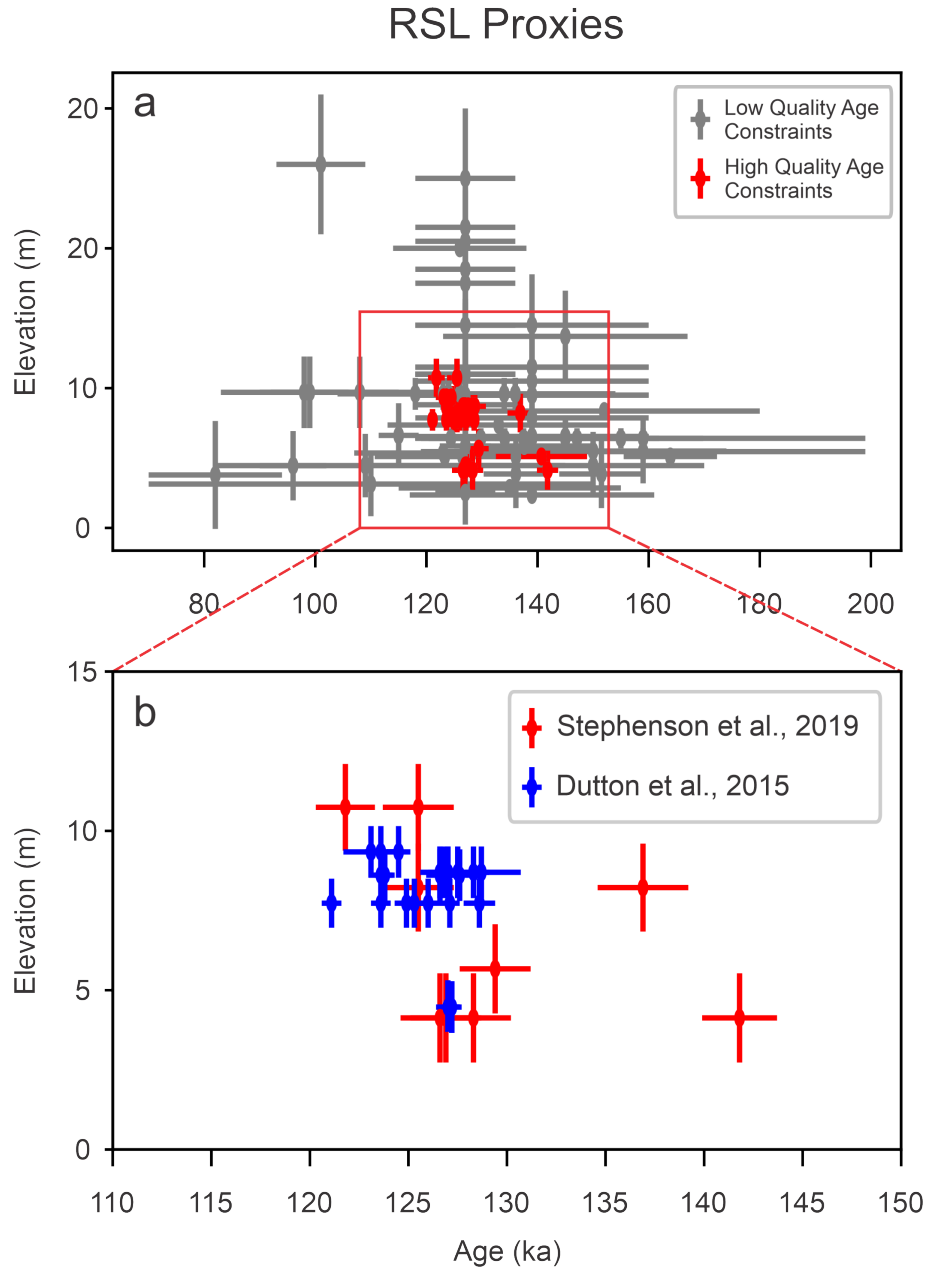 RSL Proxies
a
Low Quality Age
Constraints
High Quality Age
Constraints
20
20
10
0
Elevation (m)
80 100 120 140 160 180 200
b
Stephenson et al., 2019
Dutton et al., 2015
15
10
5
0
Elevation (m)
110 115 120 125 130 135 140 145 150
Age (ka)